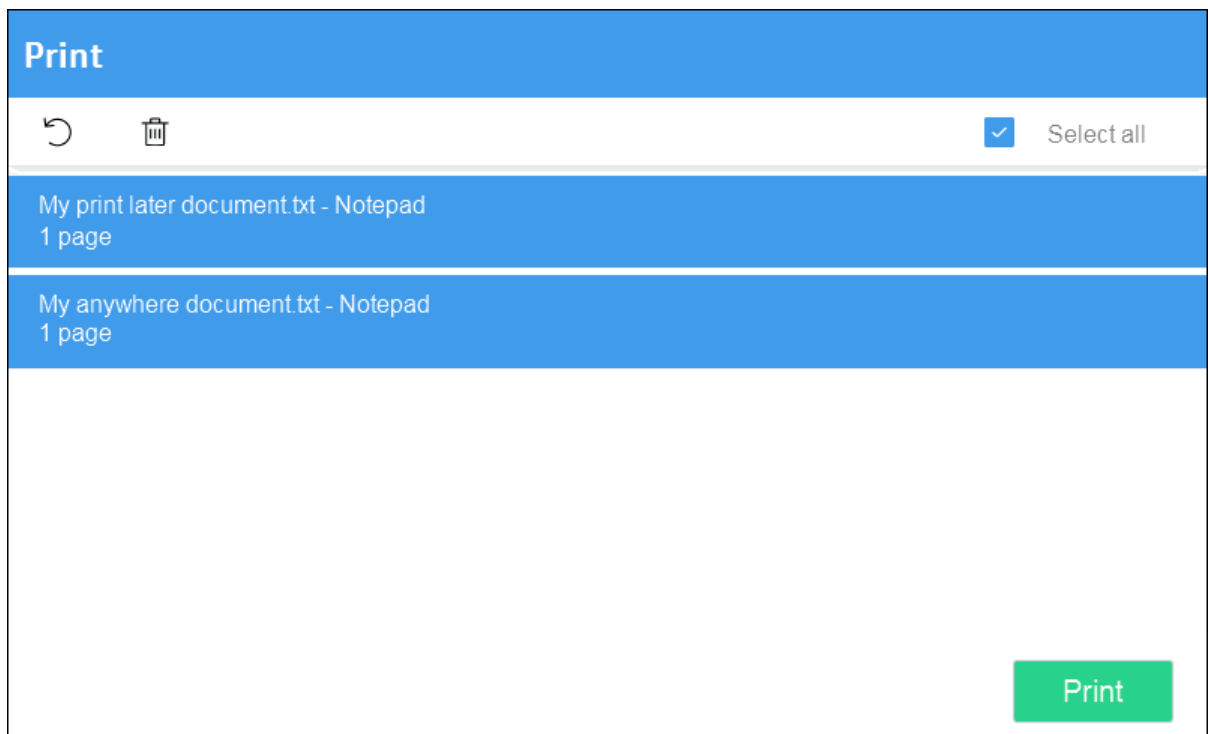 Print
Select all
My print later document.txt - Notepad
1 page
My anywhere document.txt - Notepad
1 page
Print